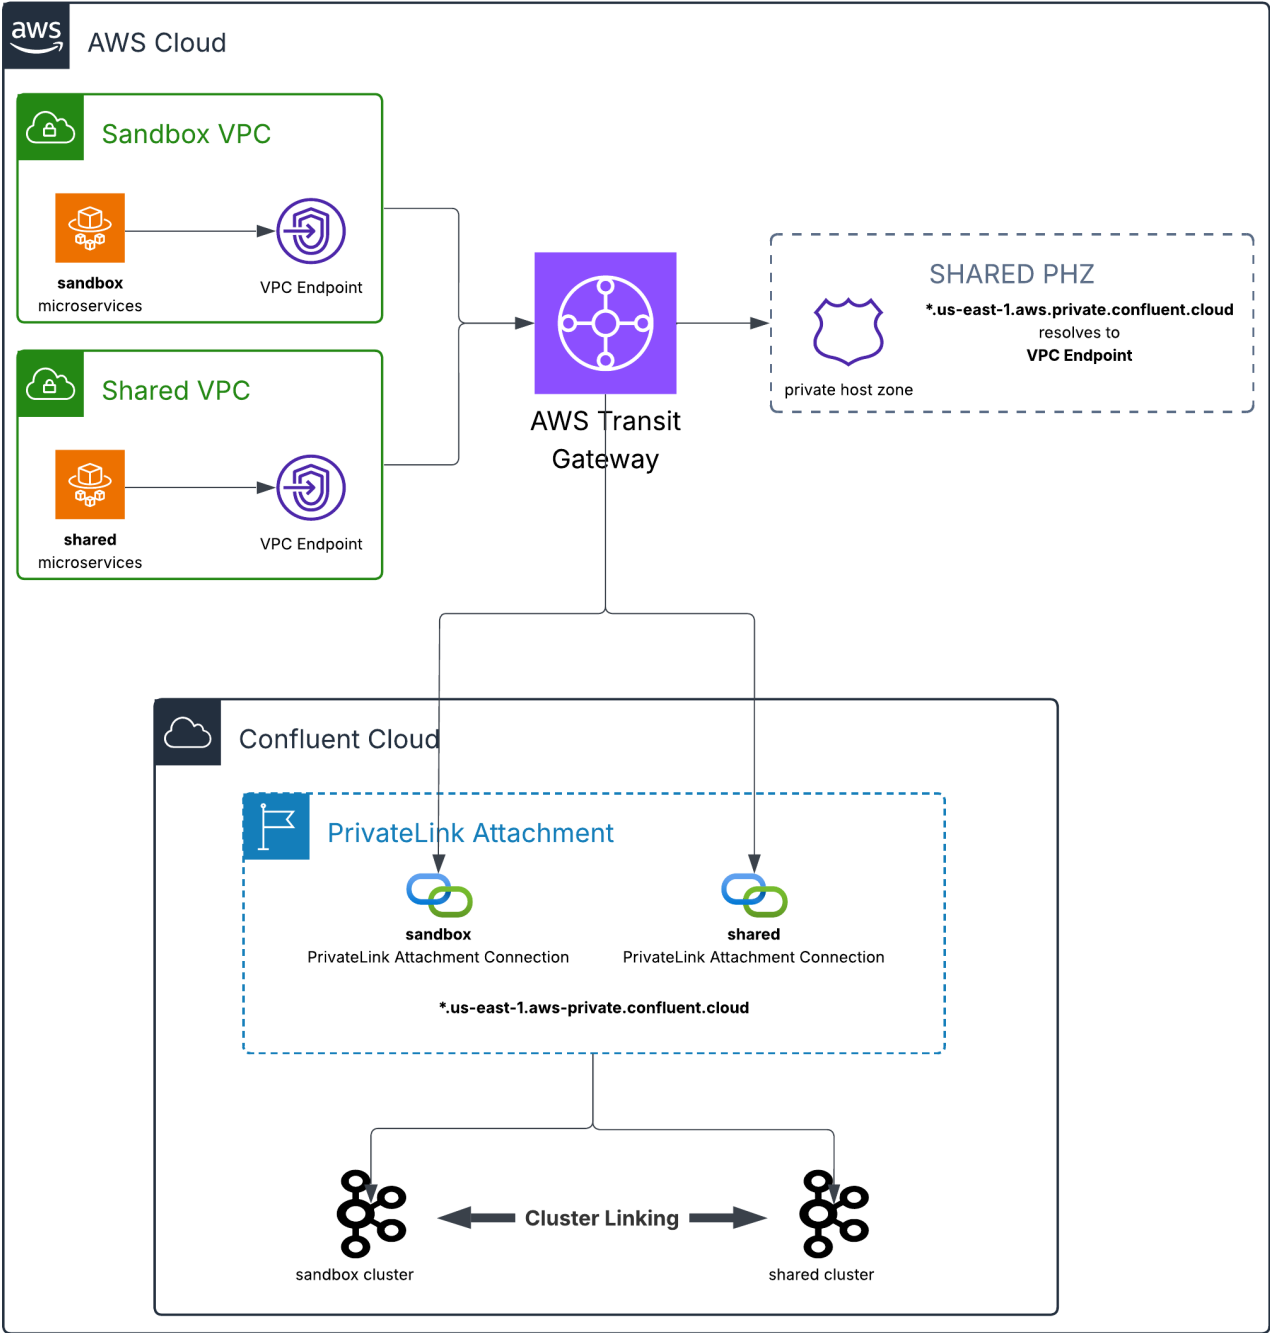 aws
AWS Cloud
Sandbox VPC
sandbox
microservices
VPC Endpoint
Shared VPC
shared
microservices
VPC Endpoint
AWS Transit
Gateway
SHARED PHZ
*.us-east-1.aws.private.confluent.cloud
resolves to
VPC Endpoint
private host zone
Confluent Cloud
PrivateLink Attachment
sandbox
PrivateLink Attachment Connection
shared
PrivateLink Attachment Connection
*.us-east-1.aws-private.confluent.cloud
Cluster Linking
sandbox cluster
shared cluster